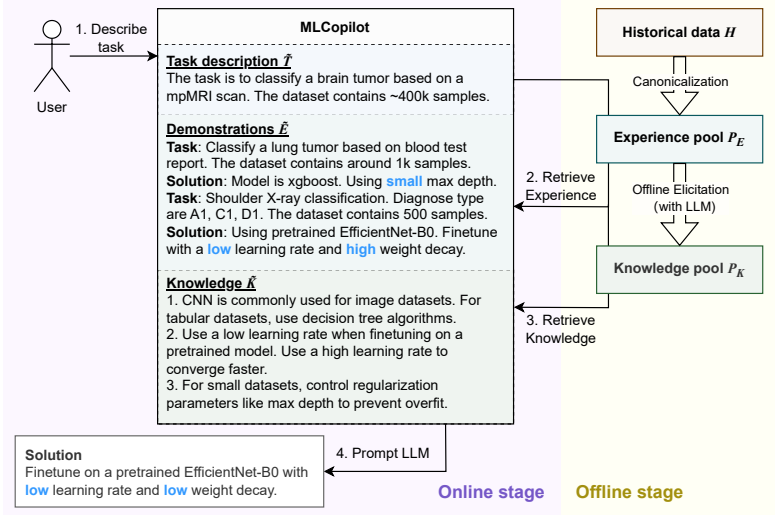 1. Describe
task
User
MLCopilot
Task description T̃
The task is to classify a brain tumor based on a
mpMRI scan. The dataset contains ~400k samples.
Demonstrations Ẽ
Task: Classify a lung tumor based on blood test
report. The dataset contains around 1k samples.
Solution: Model is xgboost. Using small max depth.
Task: Shoulder X-ray classification. Diagnose type
are A1, C1, D1. The dataset contains 500 samples.
Solution: Using pretrained EfficientNet-B0. Finetune
with a low learning rate and high weight decay.
Knowledge K̃
1. CNN is commonly used for image datasets. For
tabular datasets, use decision tree algorithms.
2. Use a low learning rate when finetuning on a
pretrained model. Use a high learning rate to
converge faster.
3. For small datasets, control regularization
parameters like max depth to prevent overfit.
2. Retrieve
Experience
3. Retrieve
Knowledge
Historical data H
Canonicalization
Experience pool P_E
Offline Elicitation
(with LLM)
Knowledge pool P_K
4. Prompt LLM
Solution
Finetune on a pretrained EfficientNet-B0 with
low learning rate and low weight decay.
Online stage
Offline stage